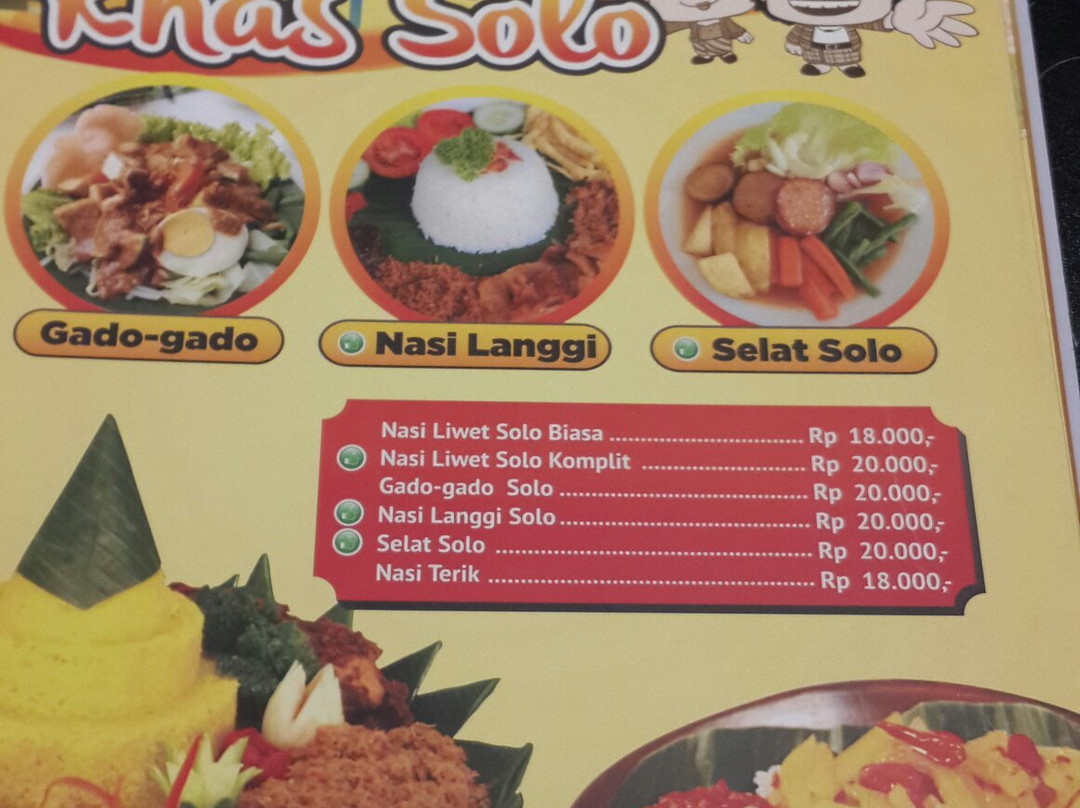 Khas Solo
Gado-gado
Nasi Langgi
Selat Solo
Nasi Liwet Solo Biasa ........................................ Rp 18.000,-
Nasi Liwet Solo Komplit ................................. Rp 20.000,-
Gado-gado Solo .................................................. Rp 20.000,-
Nasi Langgi Solo .................................................. Rp 20.000,-
Selat Solo ................................................................ Rp 20.000,-
Nasi Terik ................................................................. Rp 18.000,-